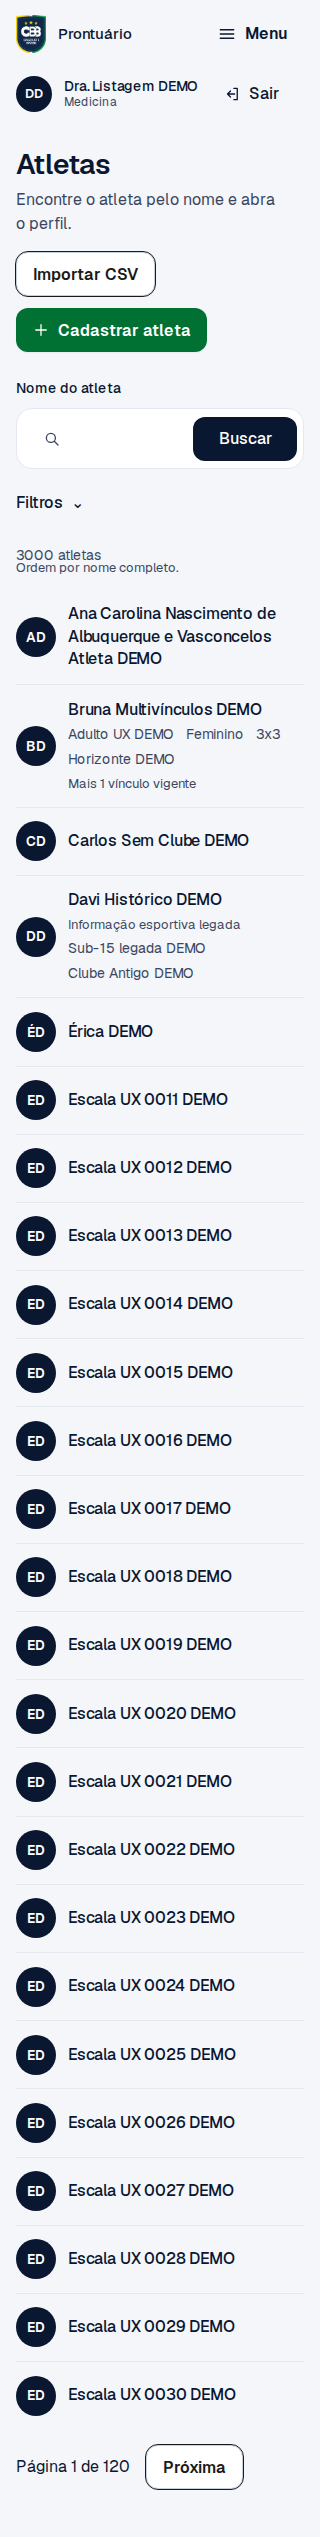 CBB
Prontuário
Menu
DD
Dra. Listagem DEMO
Medicina
Sair
Atletas
Encontre o atleta pelo nome e abra
o perfil.
Importar CSV
Cadastrar atleta
Nome do atleta
Buscar
Filtros
3000 atletas
Ordem por nome completo.
AD
Ana Carolina Nascimento de
Albuquerque e Vasconcelos
Atleta DEMO
BD
Bruna Multivínculos DEMO
Adulto UX DEMO Feminino 3x3
Horizonte DEMO
Mais 1 vínculo vigente
CD
Carlos Sem Clube DEMO
DD
Davi Histórico DEMO
Informação esportiva legada
Sub-15 legada DEMO
Clube Antigo DEMO
ÉD
Érica DEMO
ED
Escala UX 0011 DEMO
ED
Escala UX 0012 DEMO
ED
Escala UX 0013 DEMO
ED
Escala UX 0014 DEMO
ED
Escala UX 0015 DEMO
ED
Escala UX 0016 DEMO
ED
Escala UX 0017 DEMO
ED
Escala UX 0018 DEMO
ED
Escala UX 0019 DEMO
ED
Escala UX 0020 DEMO
ED
Escala UX 0021 DEMO
ED
Escala UX 0022 DEMO
ED
Escala UX 0023 DEMO
ED
Escala UX 0024 DEMO
ED
Escala UX 0025 DEMO
ED
Escala UX 0026 DEMO
ED
Escala UX 0027 DEMO
ED
Escala UX 0028 DEMO
ED
Escala UX 0029 DEMO
ED
Escala UX 0030 DEMO
Página 1 de 120
Próxima